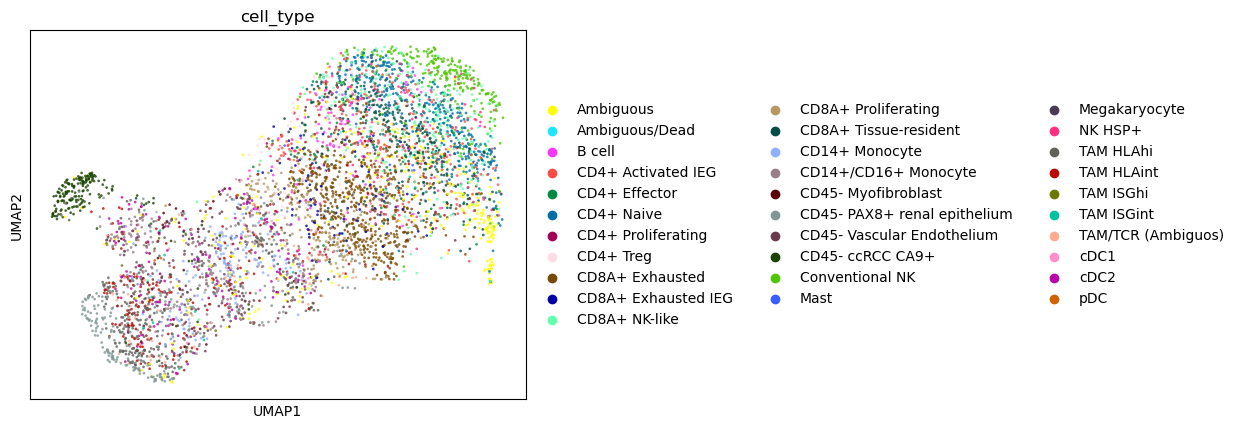 cell_type
UMAP2
UMAP1
Ambiguous
Ambiguous/Dead
B cell
CD4+ Activated IEG
CD4+ Effector
CD4+ Naive
CD4+ Proliferating
CD4+ Treg
CD8A+ Exhausted
CD8A+ Exhausted IEG
CD8A+ NK-like
CD8A+ Proliferating
CD8A+ Tissue-resident
CD14+ Monocyte
CD14+/CD16+ Monocyte
CD45- Myofibroblast
CD45- PAX8+ renal epithelium
CD45- Vascular Endothelium
CD45- ccRCC CA9+
Conventional NK
Mast
Megakaryocyte
NK HSP+
TAM HLAhi
TAM HLAint
TAM ISGhi
TAM ISGint
TAM/TCR (Ambiguos)
cDC1
cDC2
pDC